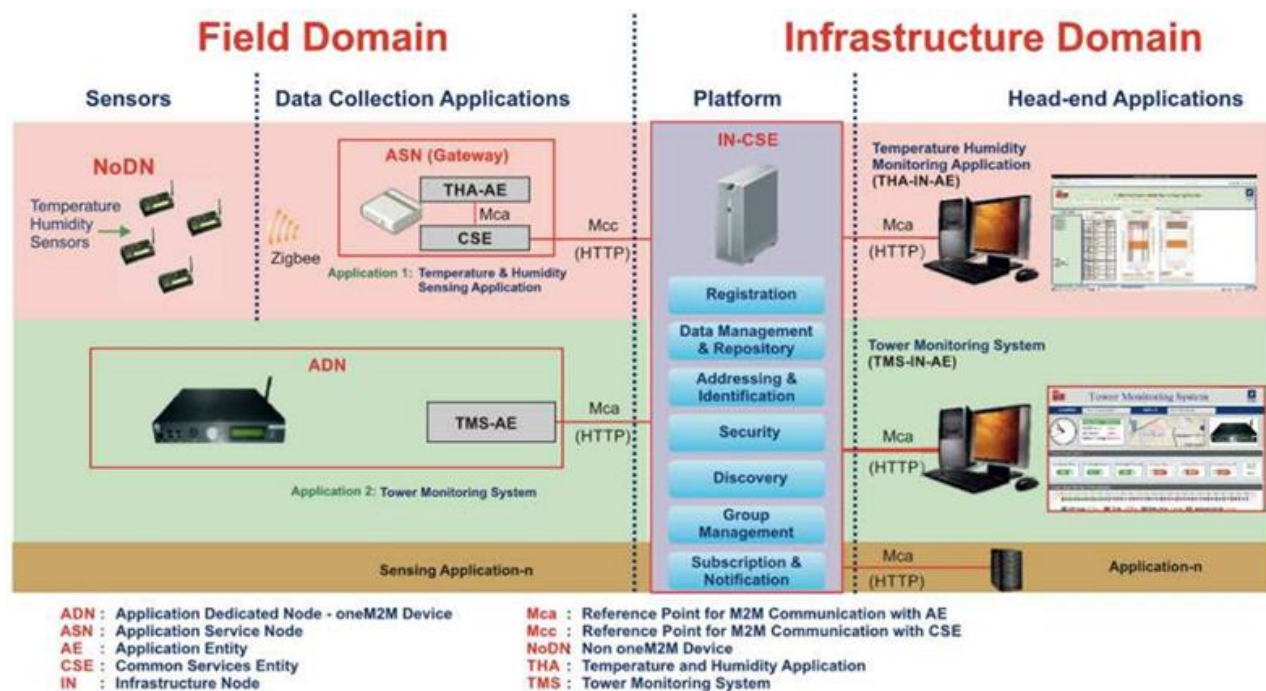 Field Domain
Infrastructure Domain
Sensors
Data Collection Applications
Platform
Head-end Applications
NoDN
Temperature
Humidity
Sensors
Zigbee
ASN (Gateway)
THA-AE
Mca
CSE
Application 1: Temperature & Humidity
Sensing Application
Mcc
(HTTP)
IN-CSE
Registration
Data Management
& Repository
Addressing &
Identification
Security
Discovery
Group
Management
Subscription &
Notification
Mca
(HTTP)
Temperature Humidity
Monitoring Application
(THA-IN-AE)
ADN
TMS-AE
Application 2: Tower Monitoring System
Mca
(HTTP)
Mca
(HTTP)
Tower Monitoring System
(TMS-IN-AE)
Tower Monitoring System
Sensing Application-n
Mca
(HTTP)
Application-n
ADN : Application Dedicated Node - oneM2M Device
ASN : Application Service Node
AE : Application Entity
CSE : Common Services Entity
IN : Infrastructure Node
Mca : Reference Point for M2M Communication with AE
Mcc : Reference Point for M2M Communication with CSE
NoDN : Non oneM2M Device
THA : Temperature and Humidity Application
TMS : Tower Monitoring System